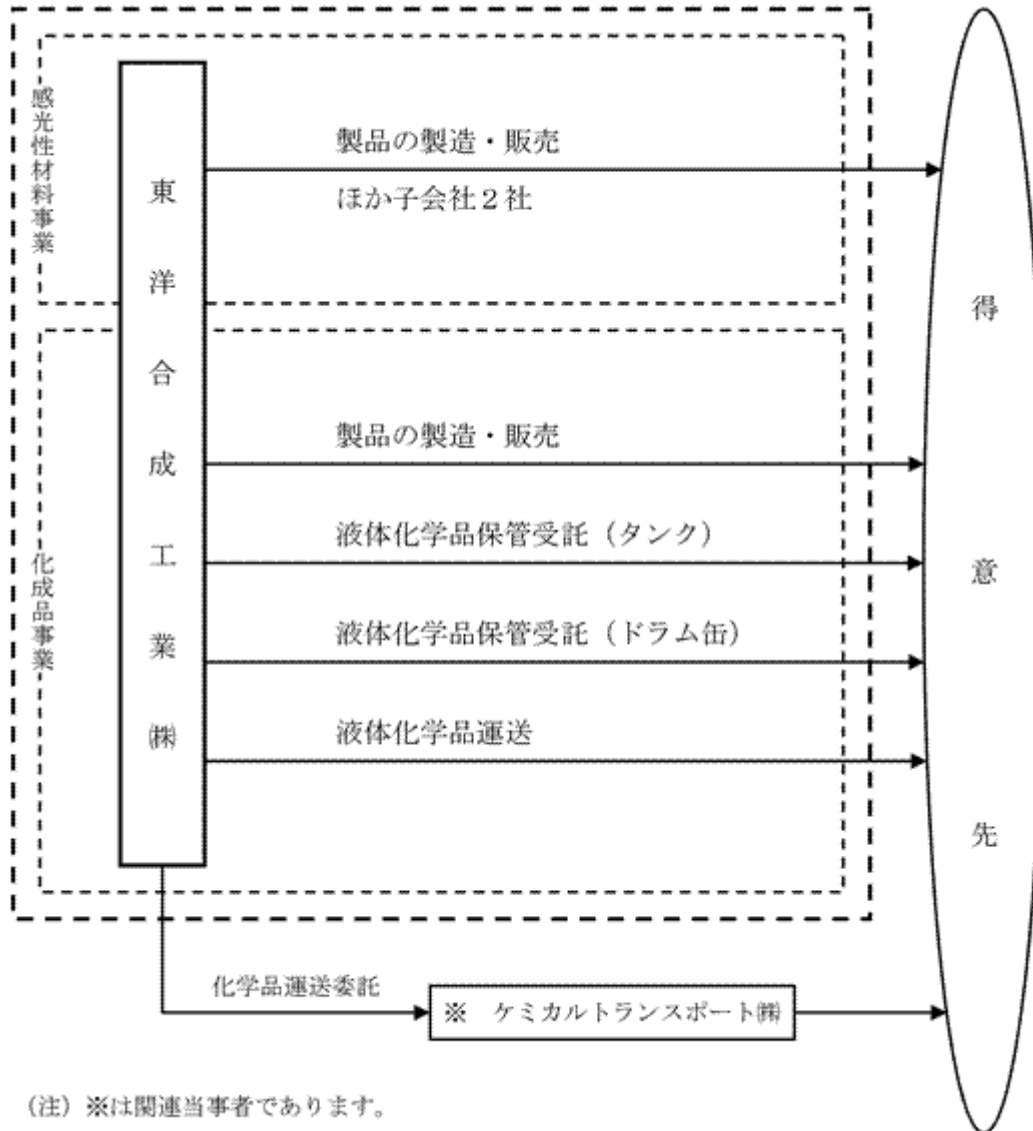 感光性材料事業
東洋合成工業㈱
製品の製造・販売
ほか子会社２社
化成品事業
製品の製造・販売
液体化学品保管受託（タンク）
液体化学品保管受託（ドラム缶）
液体化学品運送
得意先
化学品運送委託
※　ケミカルトランスポート㈱
（注）※は関連当事者であります。